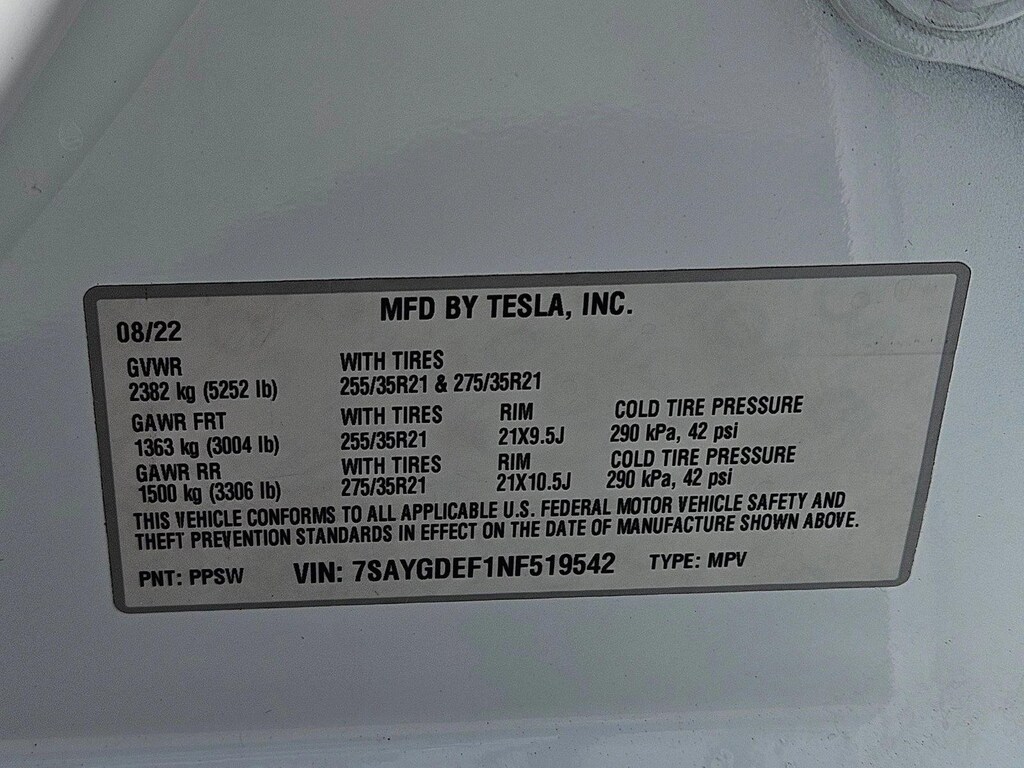 MFD BY TESLA, INC.
08/22
GVWR WITH TIRES
2382 kg (5252 lb) 255/35R21 & 275/35R21
GAWR FRT WITH TIRES RIM COLD TIRE PRESSURE
1363 kg (3004 lb) 255/35R21 21X9.5J 290 kPa, 42 psi
GAWR RR WITH TIRES RIM COLD TIRE PRESSURE
1500 kg (3306 lb) 275/35R21 21X10.5J 290 kPa, 42 psi
THIS VEHICLE CONFORMS TO ALL APPLICABLE U.S. FEDERAL MOTOR VEHICLE SAFETY AND
THEFT PREVENTION STANDARDS IN EFFECT ON THE DATE OF MANUFACTURE SHOWN ABOVE.
PNT: PPSW VIN: 7SAYGDEF1NF519542 TYPE: MPV